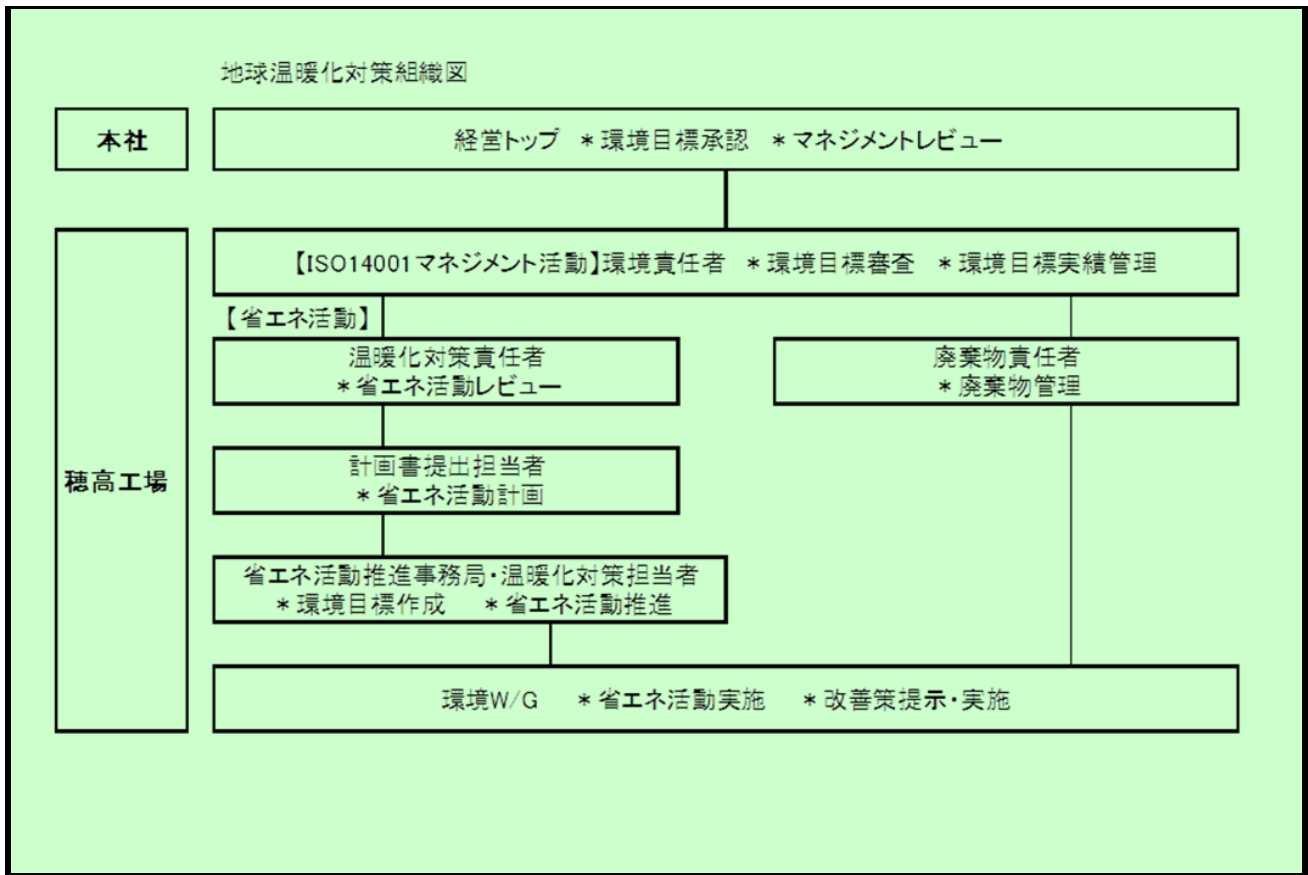 地球温暖化対策組織図
本社
経営トップ ＊環境目標承認 ＊マネジメントレビュー
【ISO14001マネジメント活動】環境責任者 ＊環境目標審査 ＊環境目標実績管理
【省エネ活動】
温暖化対策責任者
＊省エネ活動レビュー
廃棄物責任者
＊廃棄物管理
穂高工場
計画書提出担当者
＊省エネ活動計画
省エネ活動推進事務局・温暖化対策担当者
＊環境目標作成 ＊省エネ活動推進
環境W/G ＊省エネ活動実施 ＊改善策提示・実施